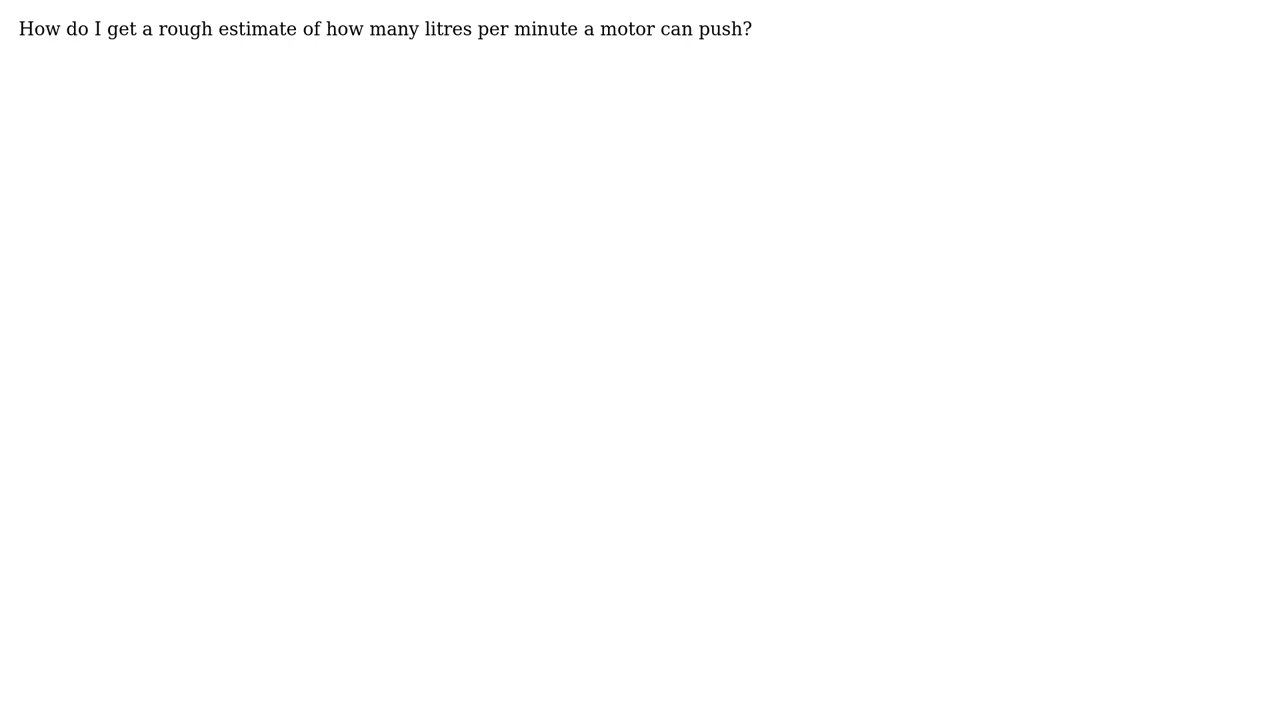 How do I get a rough estimate of how many litres per minute a motor can push?